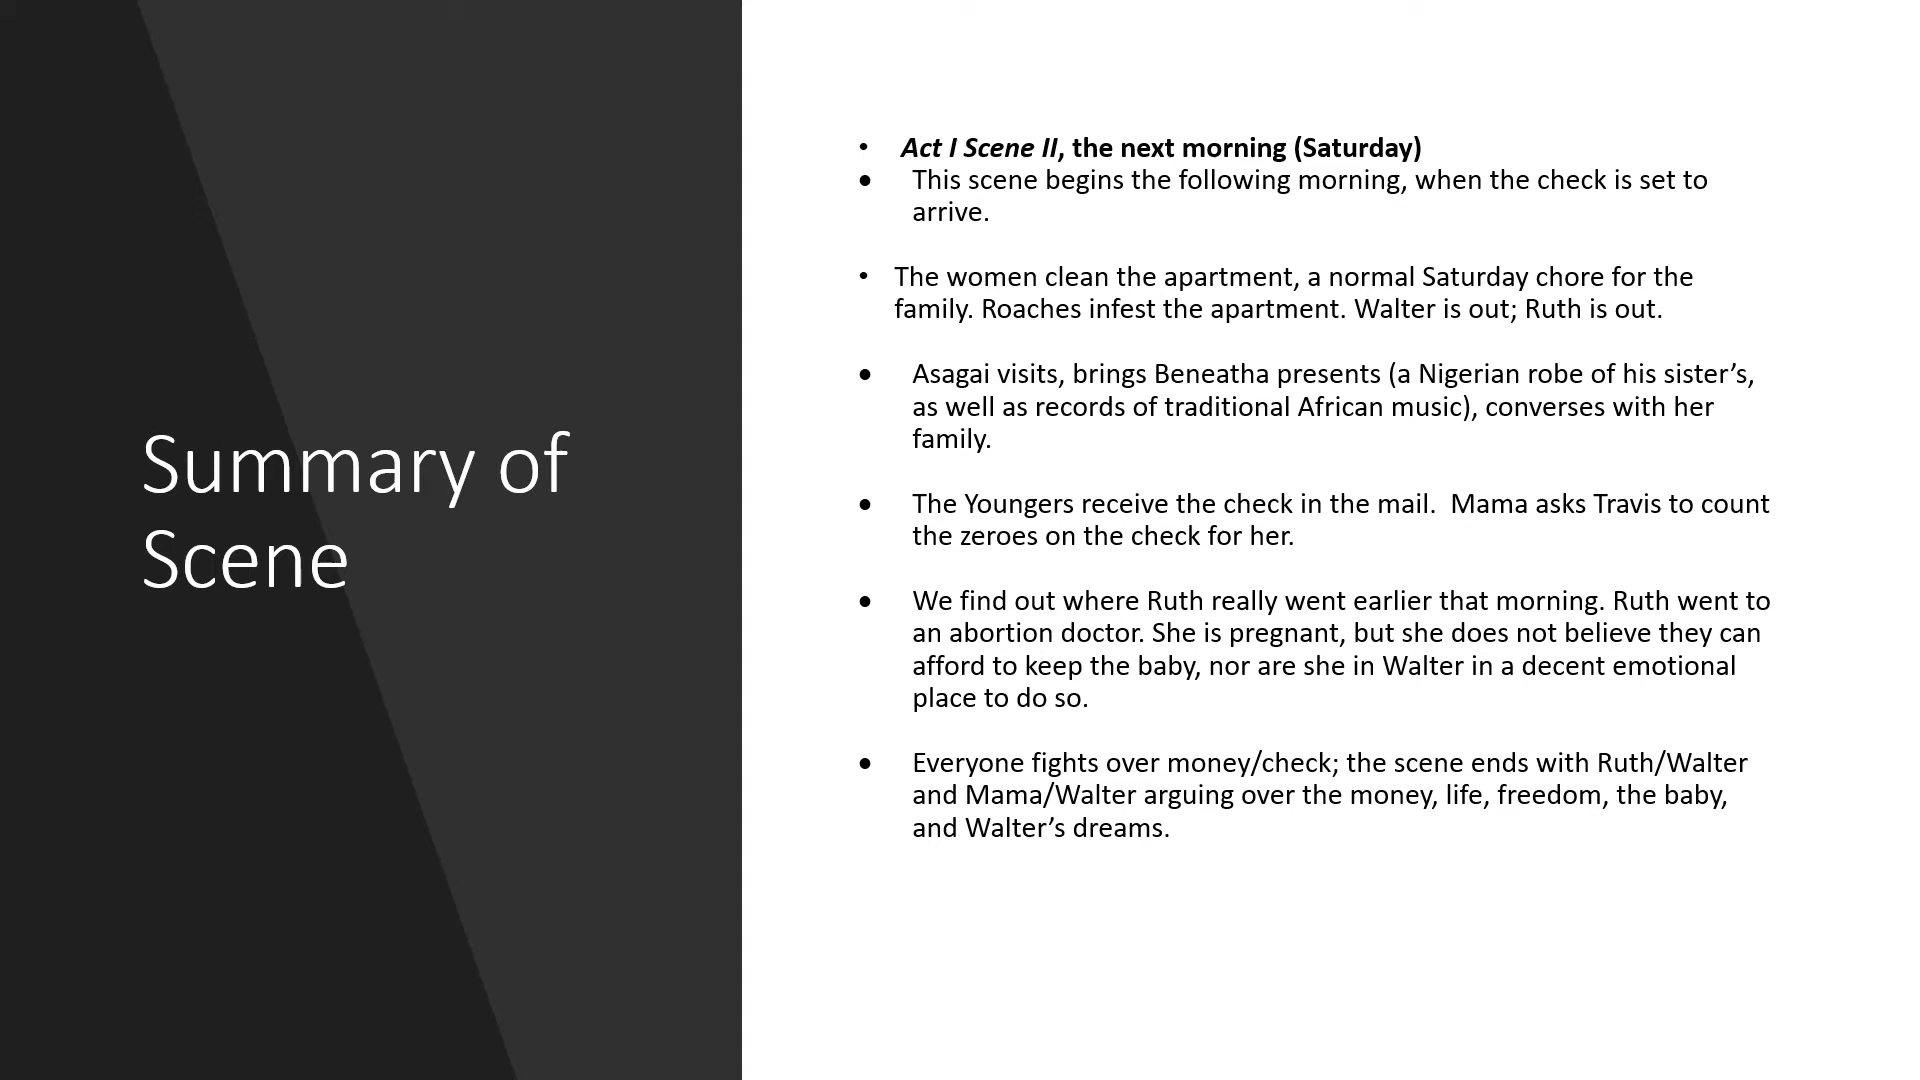 Summary of
Scene
• Act I Scene II, the next morning (Saturday)
• This scene begins the following morning, when the check is set to
arrive.
• The women clean the apartment, a normal Saturday chore for the
family. Roaches infest the apartment. Walter is out; Ruth is out.
• Asagai visits, brings Beneatha presents (a Nigerian robe of his sister’s,
as well as records of traditional African music), converses with her
family.
• The Youngers receive the check in the mail.  Mama asks Travis to count
the zeroes on the check for her.
• We find out where Ruth really went earlier that morning. Ruth went to
an abortion doctor. She is pregnant, but she does not believe they can
afford to keep the baby, nor are she in Walter in a decent emotional
place to do so.
• Everyone fights over money/check; the scene ends with Ruth/Walter
and Mama/Walter arguing over the money, life, freedom, the baby,
and Walter’s dreams.